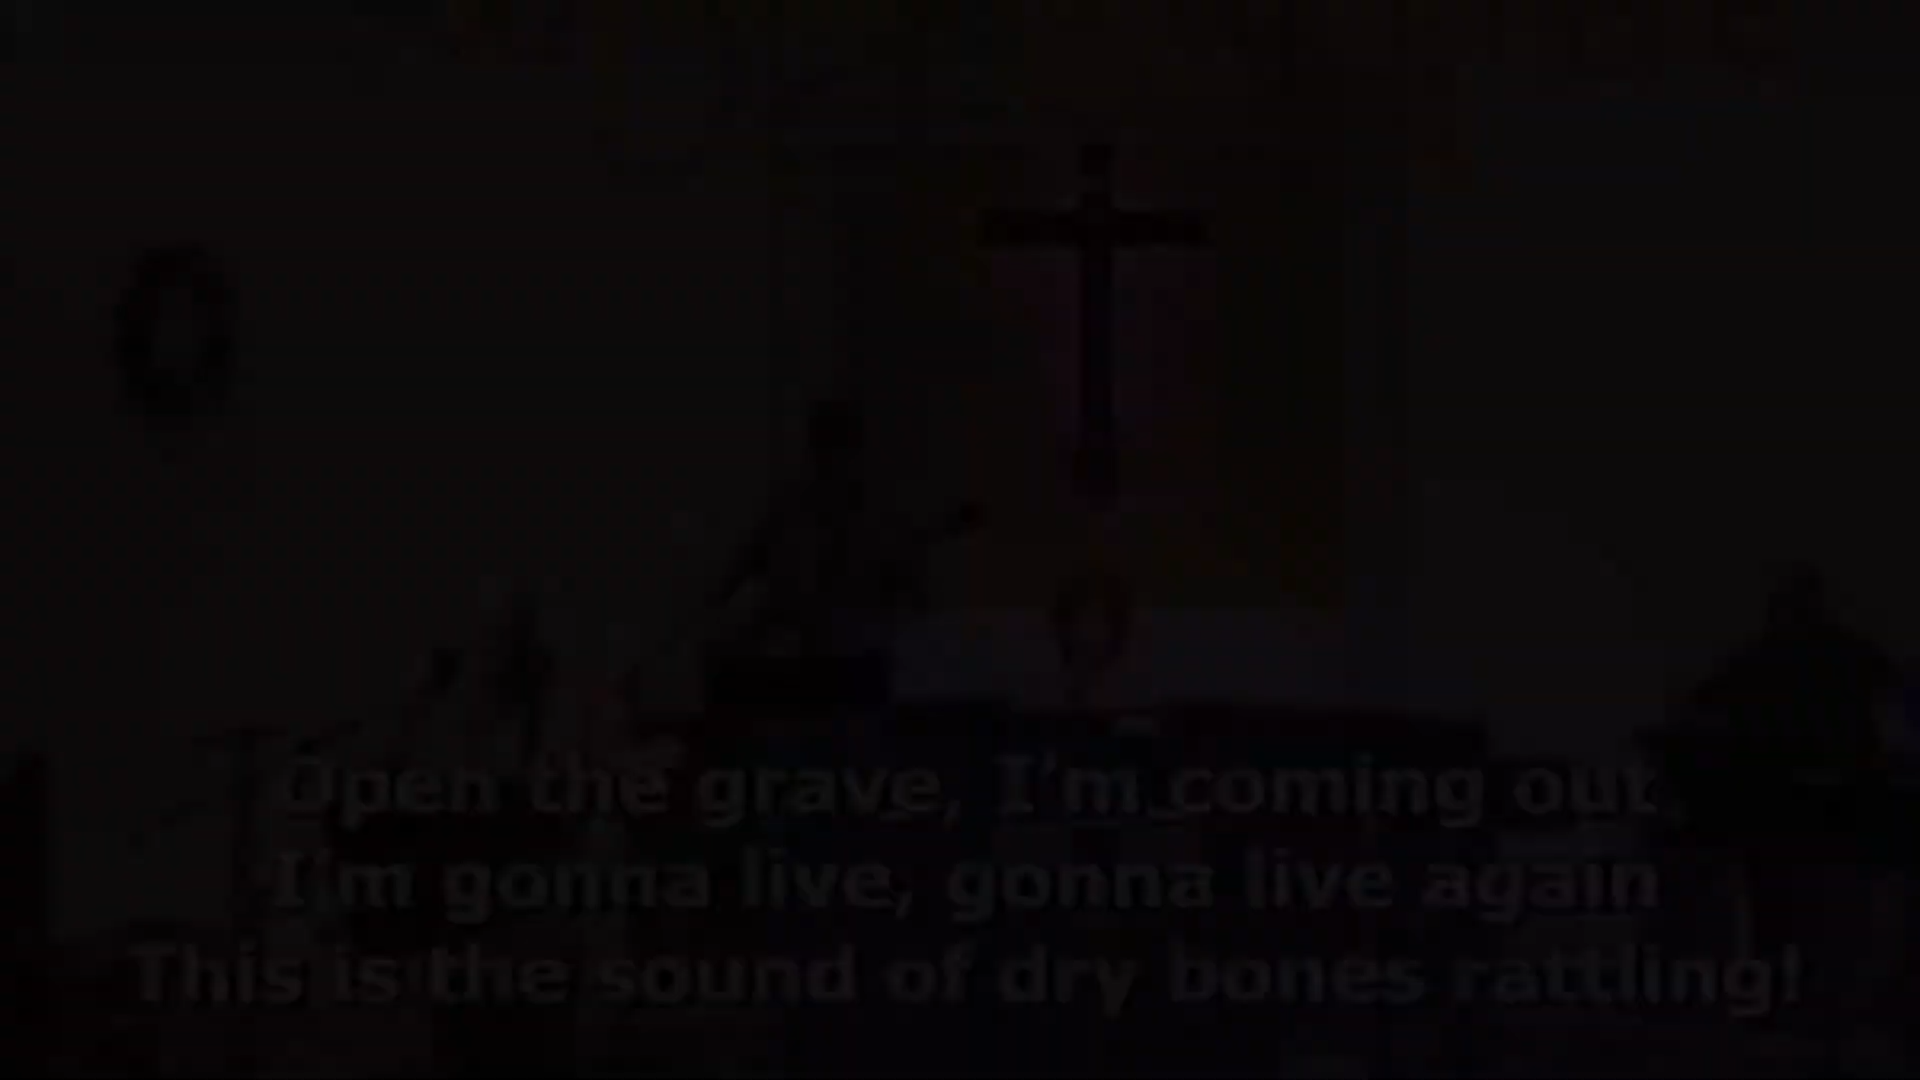 Open the grave, I'm coming out
I'm gonna live, gonna live again
This is the sound of dry bones rattling!